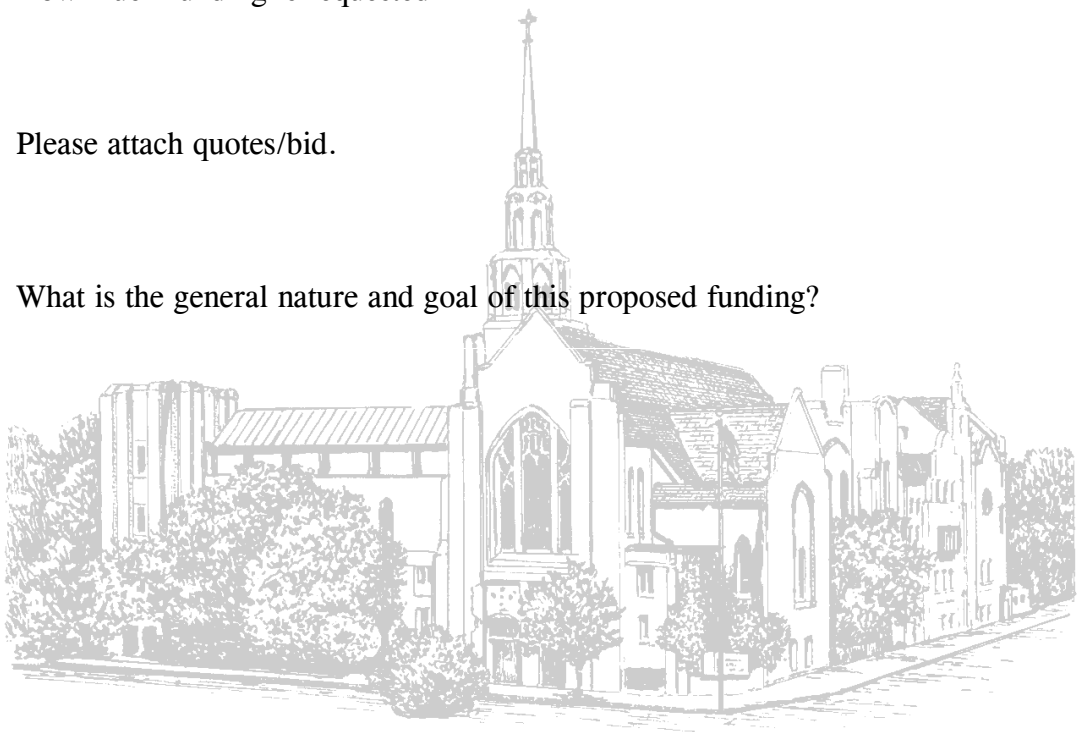 Please attach quotes/bid.
What is the general nature and goal of this proposed funding?